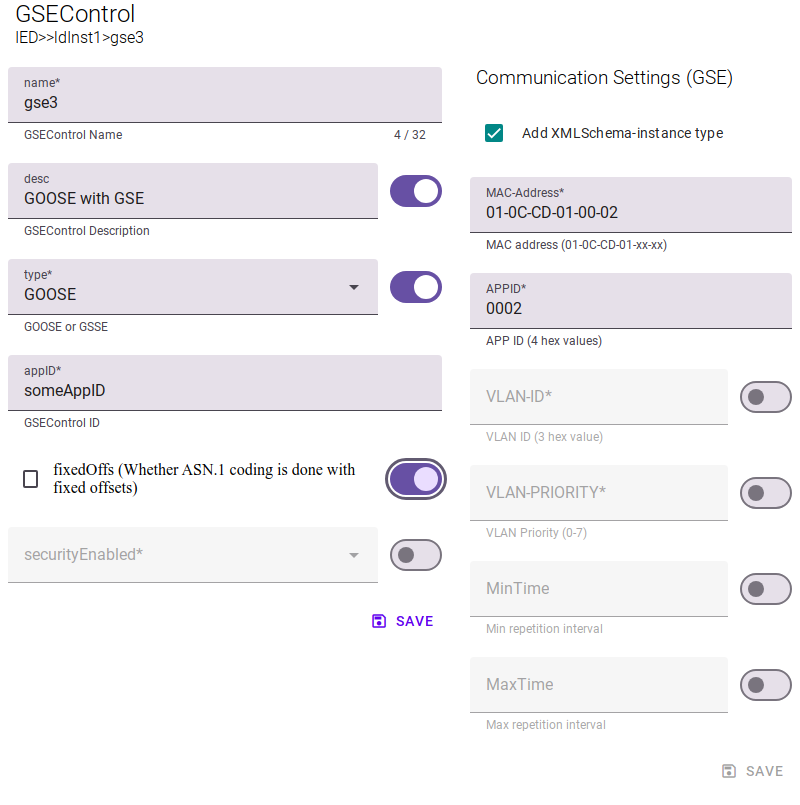 GSEControl
IED>>ldInst1>gse3
name*
gse3
GSEControl Name
4 / 32
desc
GOOSE with GSE
GSEControl Description
type*
GOOSE
GOOSE or GSSE
appID*
someAppID
GSEControl ID
fixedOffs (Whether ASN.1 coding is done with
fixed offsets)
securityEnabled*
SAVE
Communication Settings (GSE)
Add XMLSchema-instance type
MAC-Address*
01-0C-CD-01-00-02
MAC address (01-0C-CD-01-xx-xx)
APPID*
0002
APP ID (4 hex values)
VLAN-ID*
VLAN ID (3 hex value)
VLAN-PRIORITY*
VLAN Priority (0-7)
MinTime
Min repetition interval
MaxTime
Max repetition interval
SAVE